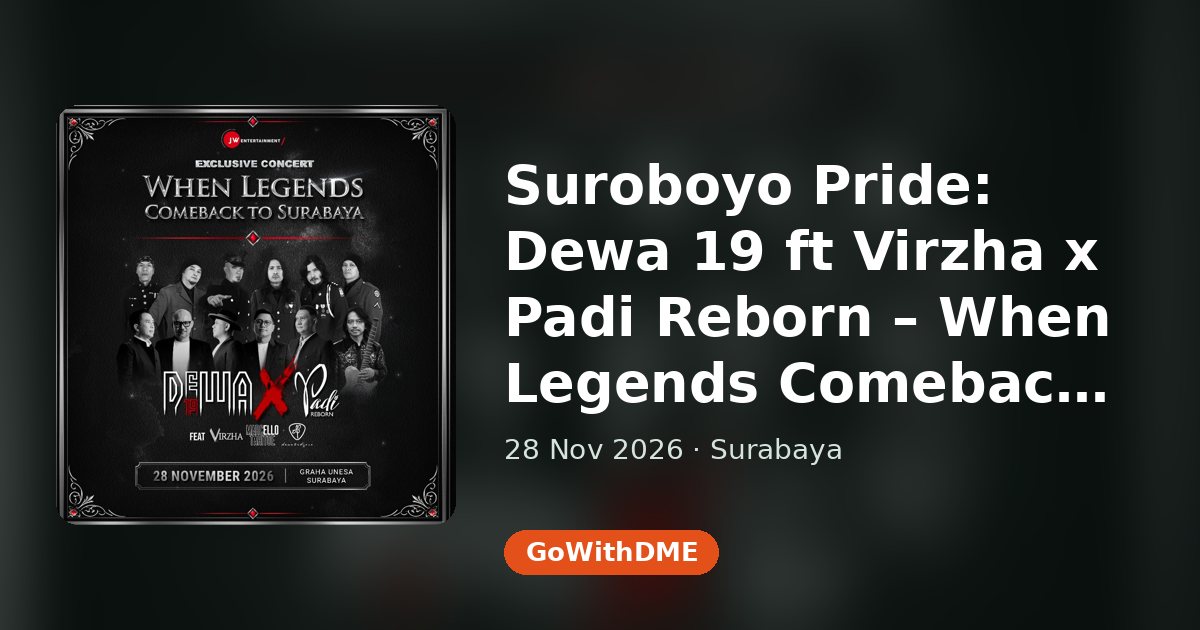 JW ENTERTAINMENT
EXCLUSIVE CONCERT
WHEN LEGENDS
COMEBACK TO SURABAYA
DEWA 19 X Padi
REBORN
FEAT VIRZHA
28 NOVEMBER 2026
GRAHA UNESA
SURABAYA
Suroboyo Pride:
Dewa 19 ft Virzha x
Padi Reborn – When
Legends Comebac…
28 Nov 2026 · Surabaya
GoWithDME